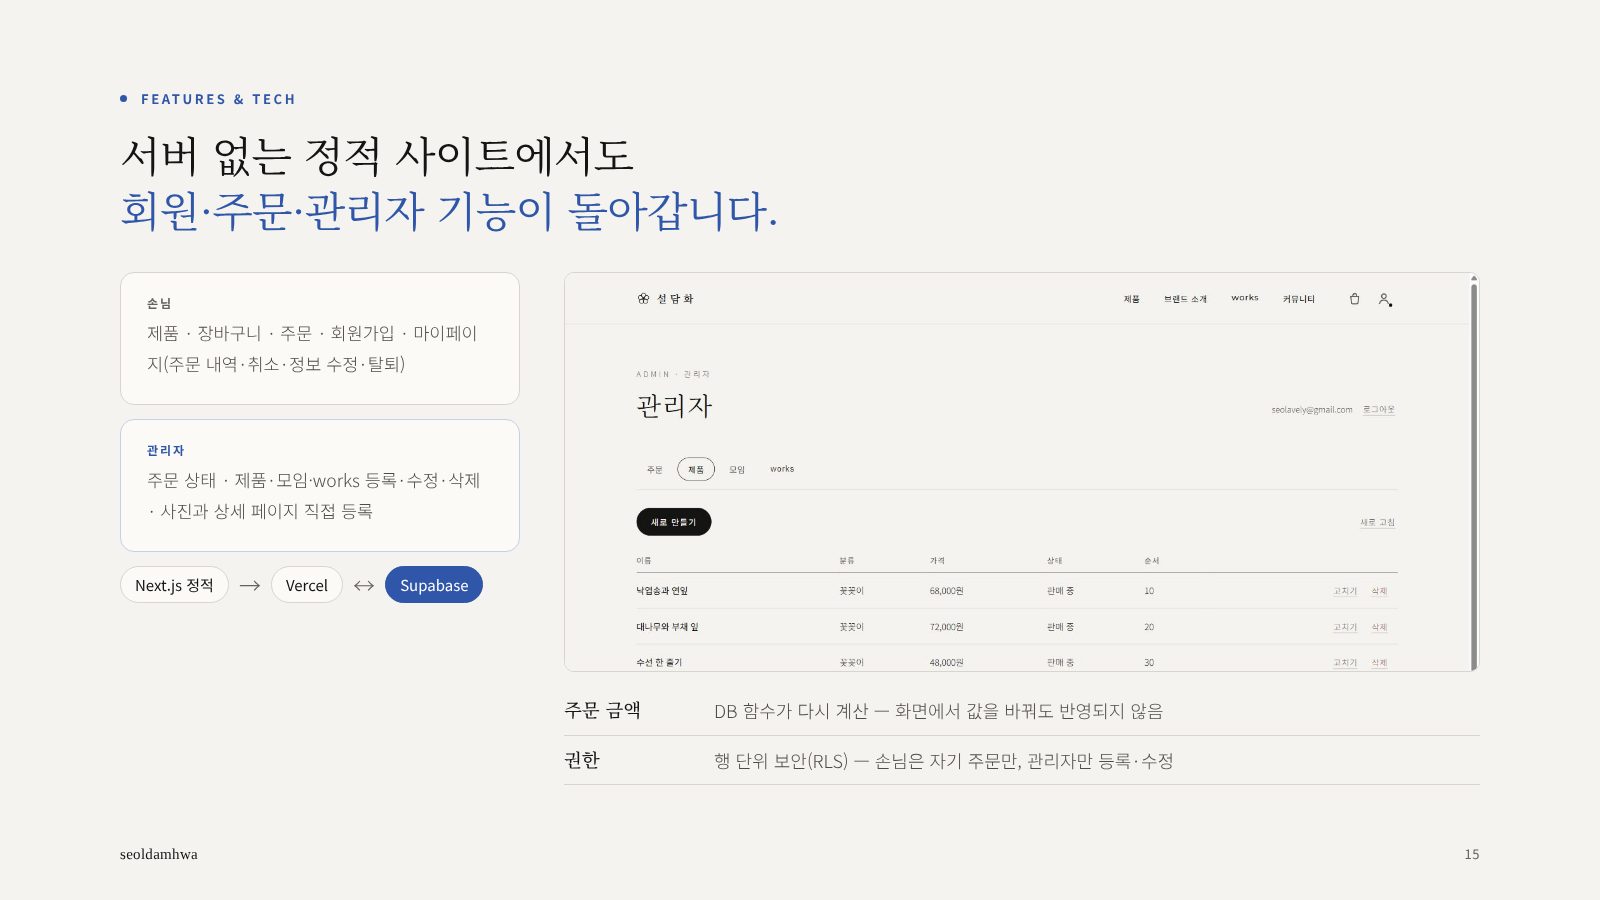 FEATURES & TECH
서버 없는 정적 사이트에서도
회원·주문·관리자 기능이 돌아갑니다.
손님
제품 · 장바구니 · 주문 · 회원가입 · 마이페이
지(주문 내역·취소·정보 수정·탈퇴)
관리자
주문 상태 · 제품·모임·works 등록·수정·삭제
· 사진과 상세 페이지 직접 등록
Next.js 정적 → Vercel ↔ Supabase
설담화 제품 브랜드 소개 works 커뮤니티
ADMIN · 관리자
관리자
seolavely@gmail.com 로그아웃
주문 제품 모임 works
새로 만들기 새로 고침
이름 분류 가격 상태 순서
낙엽송과 연잎 꽃꽂이 68,000원 판매 중 10 고치기 삭제
대나무와 부채 잎 꽃꽂이 72,000원 판매 중 20 고치기 삭제
수선 한 줄기 꽃꽂이 48,000원 판매 중 30 고치기 삭제
주문 금액 DB 함수가 다시 계산 — 화면에서 값을 바꿔도 반영되지 않음
권한 행 단위 보안(RLS) — 손님은 자기 주문만, 관리자만 등록·수정
seoldamhwa 15